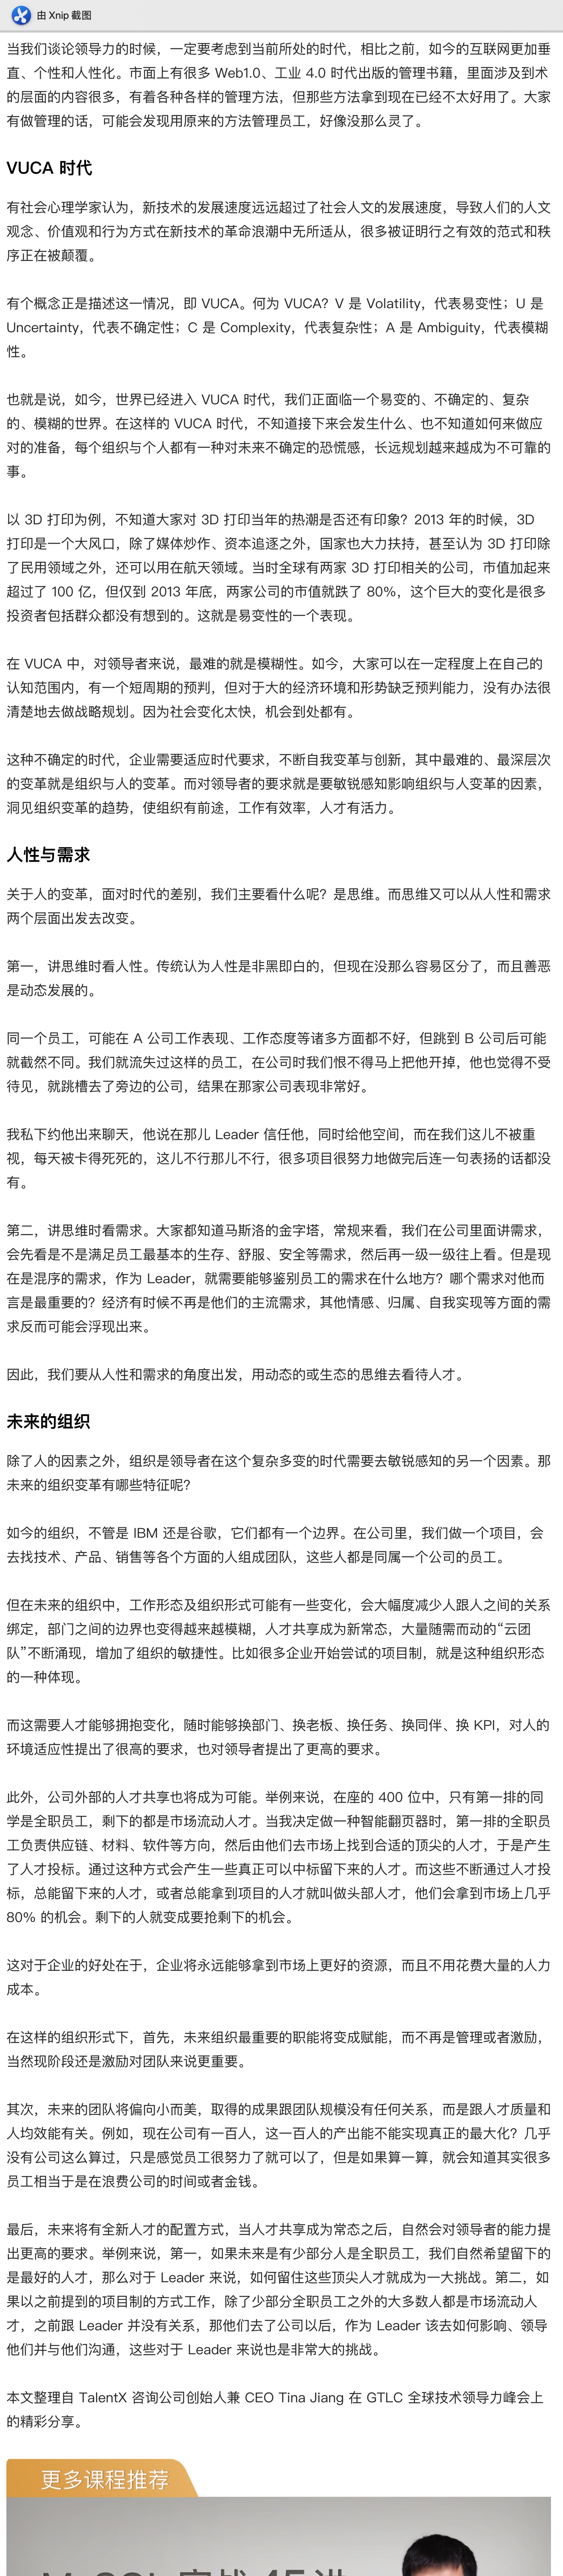 由 Xnip 截图
当我们谈论领导力的时候，一定要考虑到当前所处的时代，相比之前，如今的互联网更加垂
直、个性和人性化。市面上有很多 Web1.0、工业 4.0 时代出版的管理书籍，里面涉及到术
的层面的内容很多，有着各种各样的管理方法，但那些方法拿到现在已经不太好用了。大家
有做管理的话，可能会发现用原来的方法管理员工，好像没那么灵了。
VUCA 时代
有社会心理学家认为，新技术的发展速度远远超过了社会人文的发展速度，导致人们的人文
观念、价值观和行为方式在新技术的革命浪潮中无所适从，很多被证明行之有效的范式和秩
序正在被颠覆。
有个概念正是描述这一情况，即 VUCA。何为 VUCA？V 是 Volatility，代表易变性；U 是
Uncertainty，代表不确定性；C 是 Complexity，代表复杂性；A 是 Ambiguity，代表模糊
性。
也就是说，如今，世界已经进入 VUCA 时代，我们正面临一个易变的、不确定的、复杂
的、模糊的世界。在这样的 VUCA 时代，不知道接下来会发生什么、也不知道如何来做应
对的准备，每个组织与个人都有一种对未来不确定的恐慌感，长远规划越来越成为不可靠的
事。
以 3D 打印为例，不知道大家对 3D 打印当年的热潮是否还有印象？2013 年的时候，3D
打印是一个大风口，除了媒体炒作、资本追逐之外，国家也大力扶持，甚至认为 3D 打印除
了民用领域之外，还可以用在航天领域。当时全球有两家 3D 打印相关的公司，市值加起来
超过了 100 亿，但仅到 2013 年底，两家公司的市值就跌了 80%，这个巨大的变化是很多
投资者包括群众都没有想到的。这就是易变性的一个表现。
在 VUCA 中，对领导者来说，最难的就是模糊性。如今，大家可以在一定程度上在自己的
认知范围内，有一个短周期的预判，但对于大的经济环境和形势缺乏预判能力，没有办法很
清楚地去做战略规划。因为社会变化太快，机会到处都有。
这种不确定的时代，企业需要适应时代要求，不断自我变革与创新，其中最难的、最深层次
的变革就是组织与人的变革。而对领导者的要求就是要敏锐感知影响组织与人变革的因素，
洞见组织变革的趋势，使组织有前途，工作有效率，人才有活力。
人性与需求
关于人的变革，面对时代的差别，我们主要看什么呢？是思维。而思维又可以从人性和需求
两个层面出发去改变。
第一，讲思维时看人性。传统认为人性是非黑即白的，但现在没那么容易区分了，而且善恶
是动态发展的。
同一个员工，可能在 A 公司工作表现、工作态度等诸多方面都不好，但跳到 B 公司后可能
就截然不同。我们就流失过这样的员工，在公司时我们恨不得马上把他开掉，他也觉得不受
待见，就跳槽去了旁边的公司，结果在那家公司表现非常好。
我私下约他出来聊天，他说在那儿 Leader 信任他，同时给他空间，而在我们这儿不被重
视，每天被卡得死死的，这儿不行那儿不行，很多项目很努力地做完后连一句表扬的话都没
有。
第二，讲思维时看需求。大家都知道马斯洛的金字塔，常规来看，我们在公司里面讲需求，
会先看是不是满足员工最基本的生存、舒服、安全等需求，然后再一级一级往上看。但是现
在是混序的需求，作为 Leader，就需要能够鉴别员工的需求在什么地方？哪个需求对他而
言是最重要的？经济有时候不再是他们的主流需求，其他情感、归属、自我实现等方面的需
求反而可能会浮现出来。
因此，我们要从人性和需求的角度出发，用动态的或生态的思维去看待人才。
未来的组织
除了人的因素之外，组织是领导者在这个复杂多变的时代需要去敏锐感知的另一个因素。那
未来的组织变革有哪些特征呢？
如今的组织，不管是 IBM 还是谷歌，它们都有一个边界。在公司里，我们做一个项目，会
去找技术、产品、销售等各个方面的人组成团队，这些人都是同属一个公司的员工。
但在未来的组织中，工作形态及组织形式可能有一些变化，会大幅度减少人跟人之间的关系
绑定，部门之间的边界也变得越来越模糊，人才共享成为新常态，大量随需而动的“云团
队”不断涌现，增加了组织的敏捷性。比如很多企业开始尝试的项目制，就是这种组织形态
的一种体现。
而这需要人才能够拥抱变化，随时能够换部门、换老板、换任务、换同伴、换 KPI，对人的
环境适应性提出了很高的要求，也对领导者提出了更高的要求。
此外，公司外部的人才共享也将成为可能。举例来说，在座的 400 位中，只有第一排的同
学是全职员工，剩下的都是市场流动人才。当我决定做一种智能翻页器时，第一排的全职员
工负责供应链、材料、软件等方向，然后由他们去市场上找到合适的顶尖的人才，于是产生
了人才投标。通过这种方式会产生一些真正可以中标留下来的人才。而这些不断通过人才投
标，总能留下来的人才，或者总能拿到项目的人才就叫做头部人才，他们会拿到市场上几乎
80% 的机会。剩下的人就变成要抢剩下的机会。
这对于企业的好处在于，企业将永远能够拿到市场上更好的资源，而且不用花费大量的人力
成本。
在这样的组织形式下，首先，未来组织最重要的职能将变成赋能，而不再是管理或者激励，
当然现阶段还是激励对团队来说更重要。
其次，未来的团队将偏向小而美，取得的成果跟团队规模没有任何关系，而是跟人才质量和
人均效能有关。例如，现在公司有一百人，这一百人的产出能不能实现真正的最大化？几乎
没有公司这么算过，只是感觉员工很努力了就可以了，但是如果算一算，就会知道其实很多
员工相当于是在浪费公司的时间或者金钱。
最后，未来将有全新人才的配置方式，当人才共享成为常态之后，自然会对领导者的能力提
出更高的要求。举例来说，第一，如果未来是有少部分人是全职员工，我们自然希望留下的
是最好的人才，那么对于 Leader 来说，如何留住这些顶尖人才就成为一大挑战。第二，如
果以之前提到的项目制的方式工作，除了少部分全职员工之外的大多数人都是市场流动人
才，之前跟 Leader 并没有关系，那他们去了公司以后，作为 Leader 该去如何影响、领导
他们并与他们沟通，这些对于 Leader 来说也是非常大的挑战。
本文整理自 TalentX 咨询公司创始人兼 CEO Tina Jiang 在 GTLC 全球技术领导力峰会上
的精彩分享。
更多课程推荐